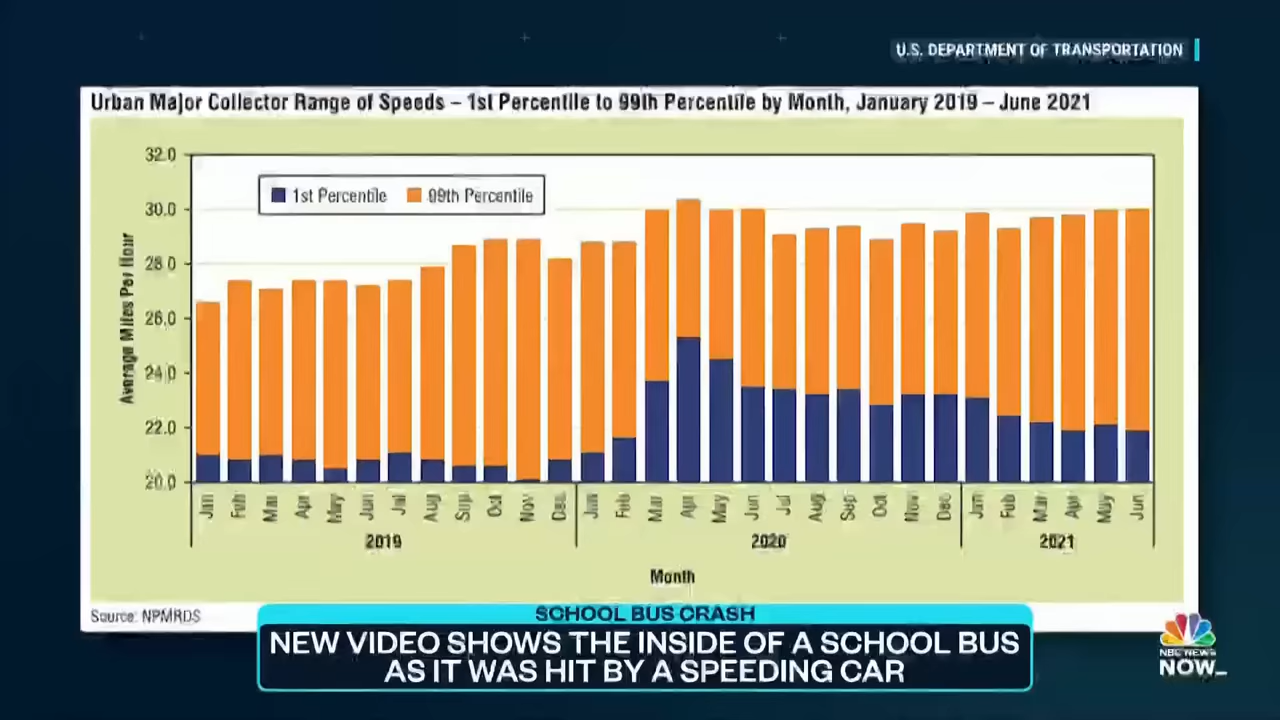 U.S. DEPARTMENT OF TRANSPORTATION
Urban Major Collector Range of Speeds – 1st Percentile to 99th Percentile by Month, January 2019 – June 2021
32.0
1st Percentile 99th Percentile
30.0
28.0
26.0
24.0
22.0
20.0
Average Miles Per Hour
Jan Feb Mar Apr May Jun Jul Aug Sep Oct Nov Dec Jan Feb Mar Apr May Jun Jul Aug Sep Oct Nov Dec Jan Feb Mar Apr May Jun
2019 2020 2021
Month
Source: NPMRDS
SCHOOL BUS CRASH
NEW VIDEO SHOWS THE INSIDE OF A SCHOOL BUS
AS IT WAS HIT BY A SPEEDING CAR
NBC NEWS
NOW_